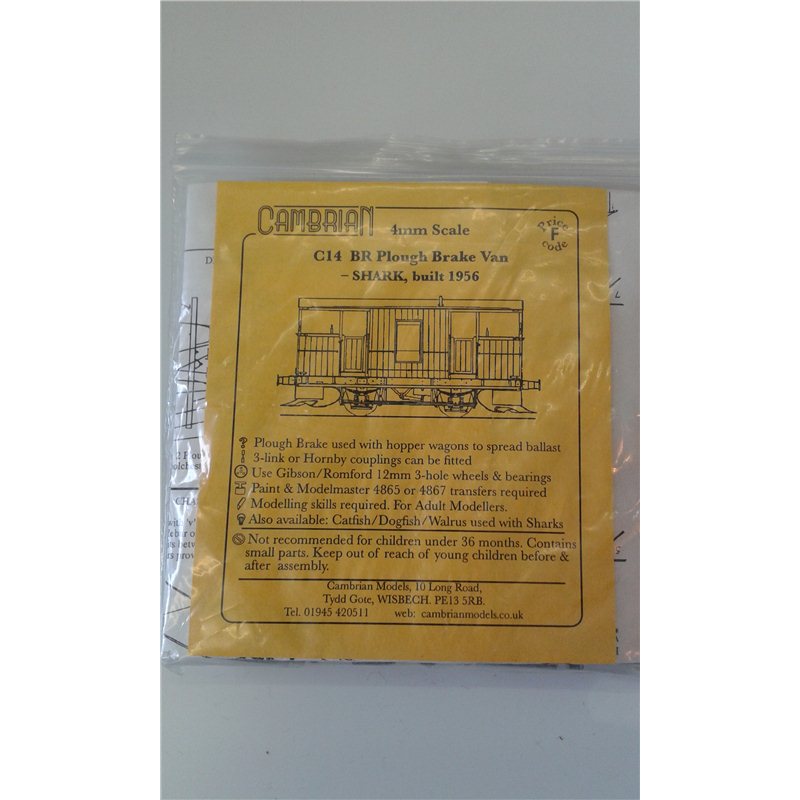 CAMBRIAN
4mm Scale
Price
F
code
C14 BR Plough Brake Van
– SHARK, built 1956
Plough Brake used with hopper wagons to spread ballast
3-link or Hornby couplings can be fitted
Use Gibson/Romford 12mm 3-hole wheels & bearings
Paint & Modelmaster 4865 or 4867 transfers required
Modelling skills required. For Adult Modellers.
Also available: Catfish/Dogfish/Walrus used with Sharks
Not recommended for children under 36 months. Contains
small parts. Keep out of reach of young children before &
after assembly.
Cambrian Models, 10 Long Road,
Tydd Gote, WISBECH. PE13 5RB.
Tel. 01945 420511 web: cambrianmodels.co.uk